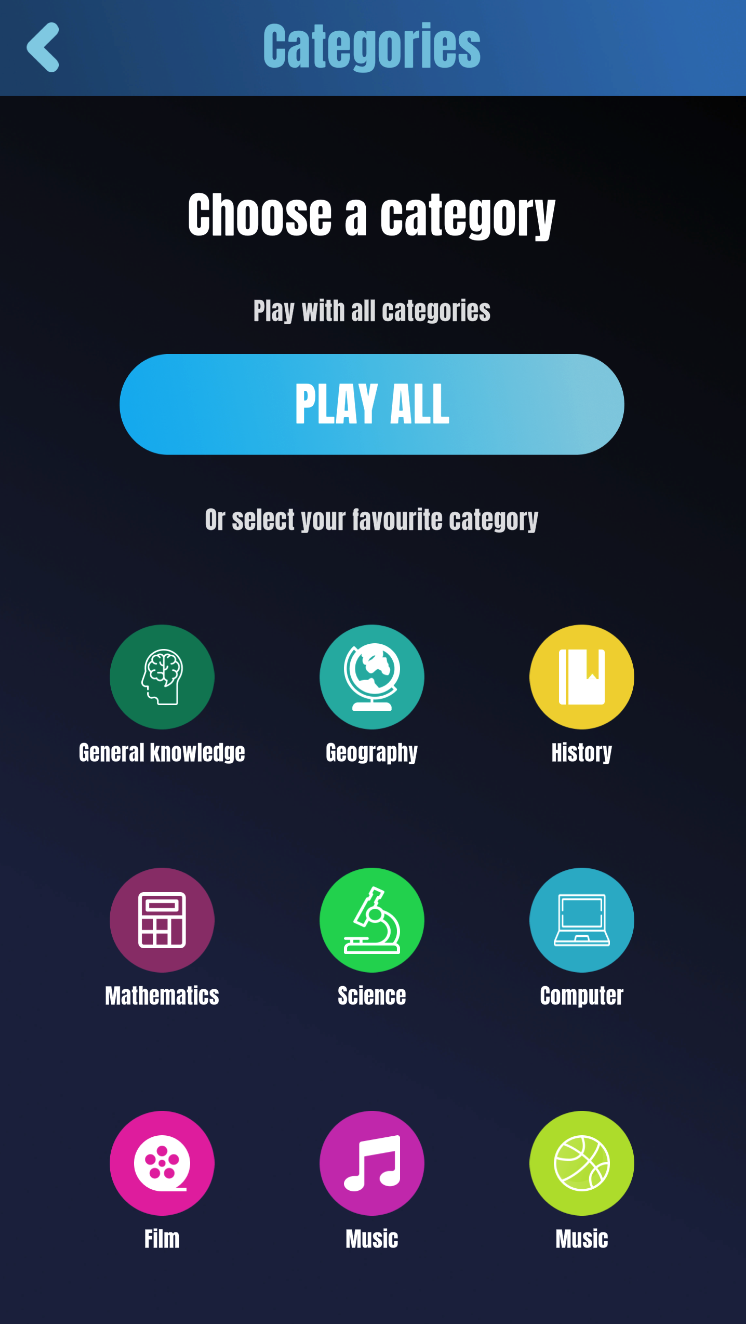 Categories
Choose a category
Play with all categories
PLAY ALL
Or select your favourite category
General knowledge
Geography
History
Mathematics
Science
Computer
Film
Music
Music